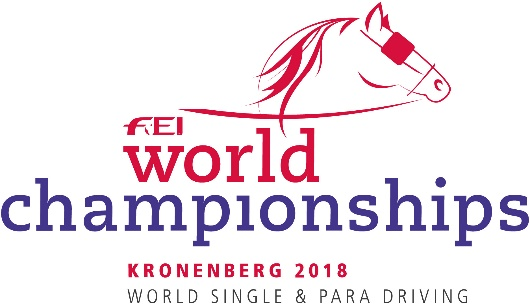 FEI
world
championships
KRONENBERG 2018
WORLD SINGLE & PARA DRIVING